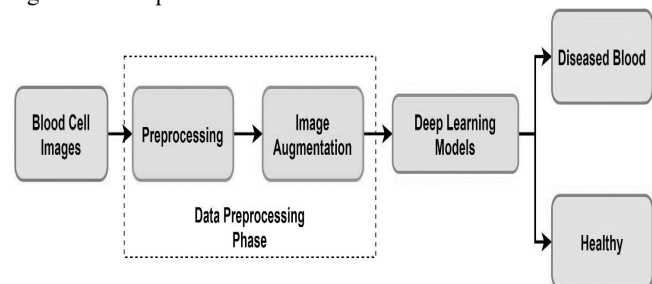 Diseased Blood
Blood Cell
Images
Preprocessing
Image
Augmentation
Deep Learning
Models
Data Preprocessing
Phase
Healthy